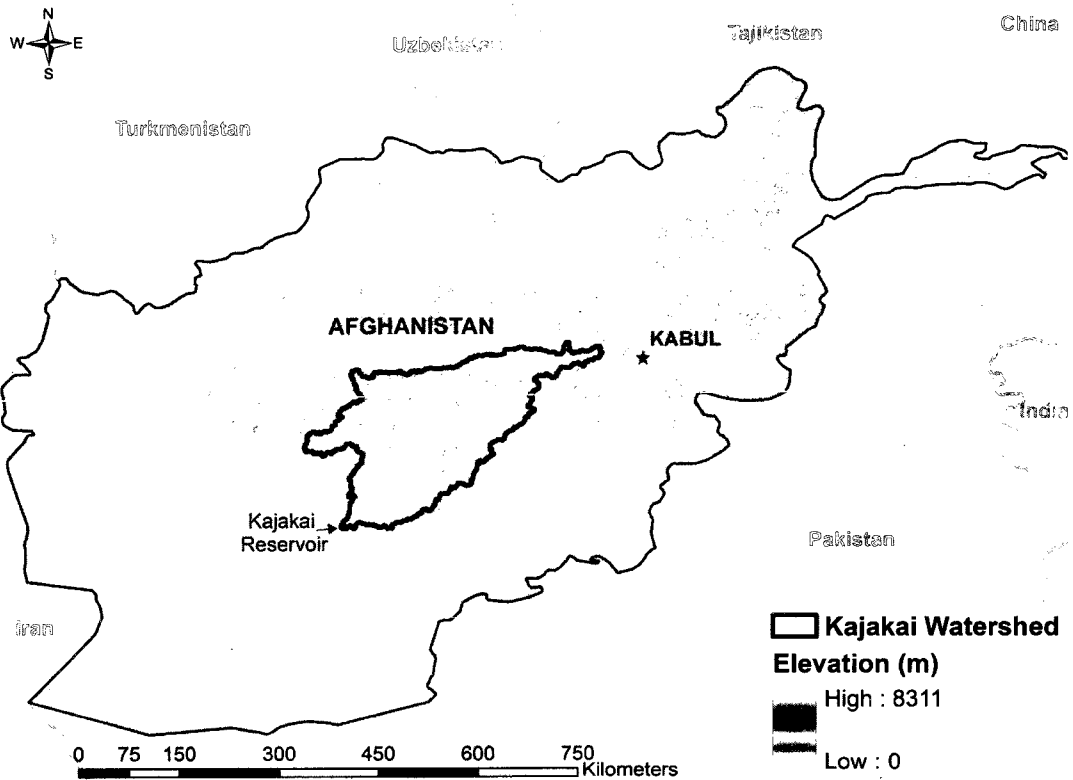 N
W E
S
Uzbekistan
Tajikistan
China
Turkmenistan
AFGHANISTAN
KABUL
India
Kajakai
Reservoir
Pakistan
Iran
Kajakai Watershed
Elevation (m)
High : 8311
Low : 0
0 75 150 300 450 600 750
Kilometers